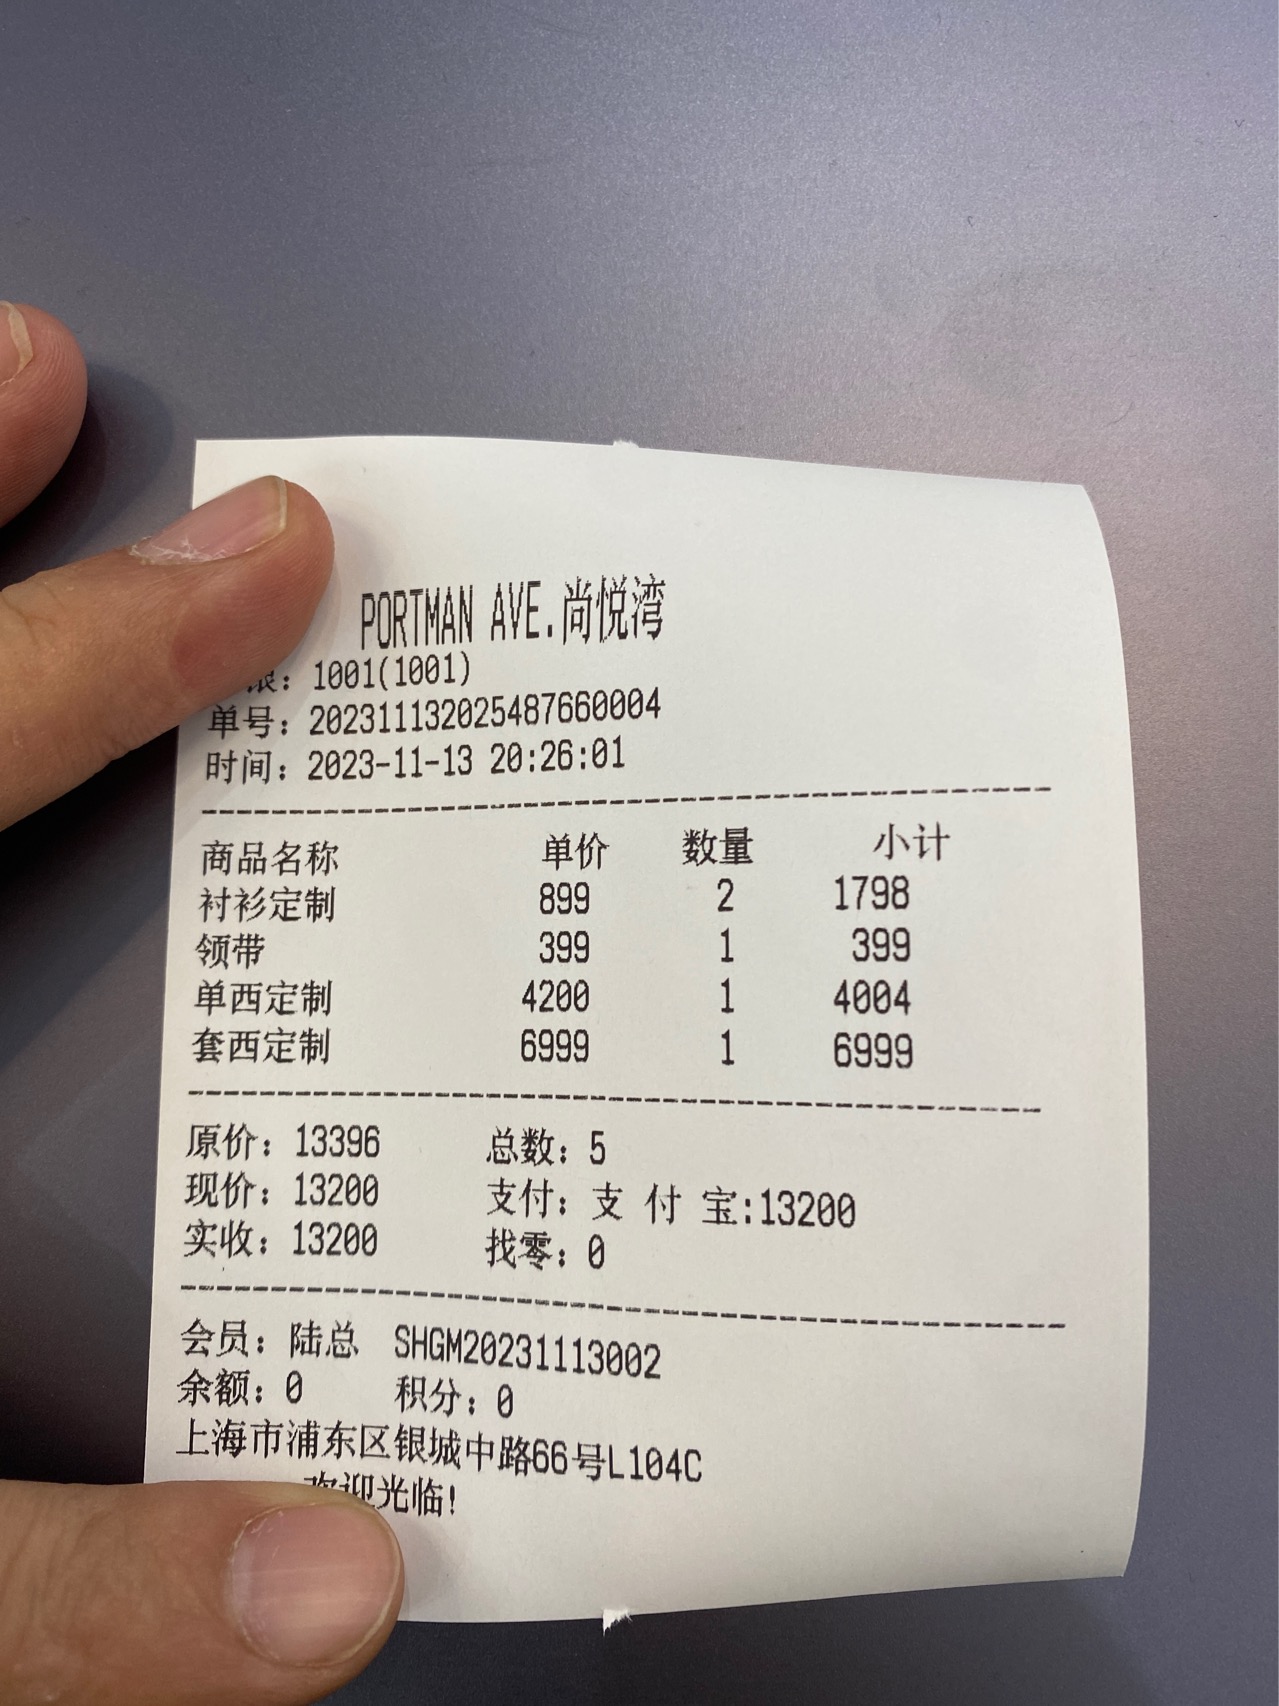 PORTMAN AVE.尚悦湾
银：1001(1001)
单号：202311132025487660004
时间：2023-11-13 20:26:01
商品名称 单价 数量 小计
衬衫定制 899 2 1798
领带 399 1 399
单西定制 4200 1 4004
套西定制 6999 1 6999
原价：13396 总数：5
现价：13200 支付：支 付 宝:13200
实收：13200 找零：0
会员：陆总 SHGM20231113002
余额：0 积分：0
上海市浦东区银城中路66号L104C
欢迎光临!